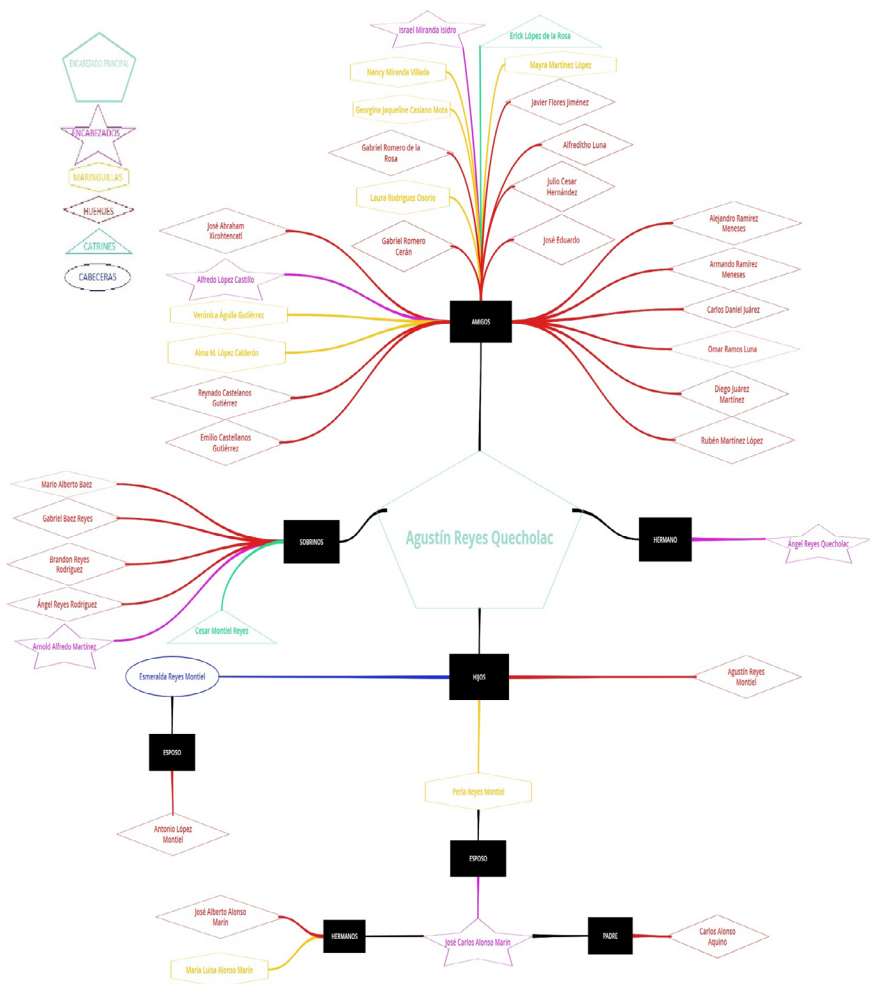 ENCABEZADO PRINCIPAL
ENCABEZADOS
MARINGUILLAS
HUEHUES
CATRINES
CABECERAS
Israel Miranda Isidro
Erick López de la Rosa
Nancy Miranda Villada
Mayra Martínez López
Georgina Jaqueline Casiano Mota
Javier Flores Jiménez
Gabriel Romero de la
Rosa
Alfreditho Luna
Laura Rodríguez Osorio
Julio Cesar
Hernández
Gabriel Romero
Cerán
José Eduardo
José Abraham
Xicohtencatl
Alfredo López Castillo
Verónica Águila Gutiérrez
Alma M. López Calderón
Reynado Castelanos
Gutiérrez
Emilio Castellanos
Gutiérrez
AMIGOS
Alejandro Ramírez
Meneses
Armando Ramírez
Meneses
Carlos Daniel Juárez
Omar Ramos Luna
Diego Juárez
Martínez
Rubén Martínez López
Mario Alberto Baez
Gabriel Baez Reyes
Brandon Reyes
Rodríguez
Ángel Reyes Rodríguez
Arnold Alfredo Martínez
Cesar Montiel Reyes
SOBRINOS
Agustín Reyes Quecholac
HERMANO
Ángel Reyes Quecholac
Esmeralda Reyes Montiel
HIJOS
Agustín Reyes
Montiel
ESPOSO
Antonio López
Montiel
Perla Reyes Montiel
ESPOSO
José Alberto Alonso
Marín
María Luisa Alonso Marín
HERMANOS
José Carlos Alonso Marín
PADRE
Carlos Alonso
Aquino